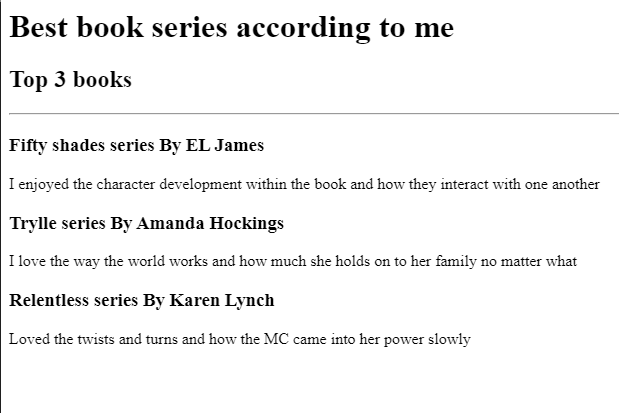 Best book series according to me
Top 3 books
Fifty shades series By EL James
I enjoyed the character development within the book and how they interact with one another
Trylle series By Amanda Hockings
I love the way the world works and how much she holds on to her family no matter what
Relentless series By Karen Lynch
Loved the twists and turns and how the MC came into her power slowly